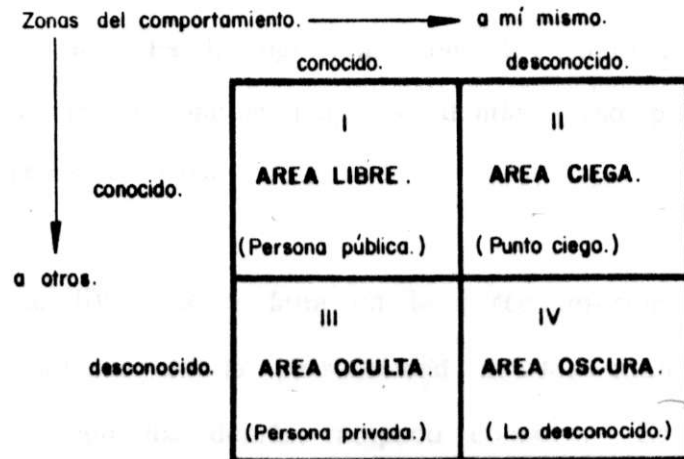 Zonas del comportamiento. a mí mismo.
conocido. desconocido.
I II
AREA LIBRE. AREA CIEGA.
conocido.
(Persona pública.) (Punto ciego.)
a otros.
III IV
desconocido. AREA OCULTA. AREA OSCURA.
(Persona privada.) (Lo desconocido.)